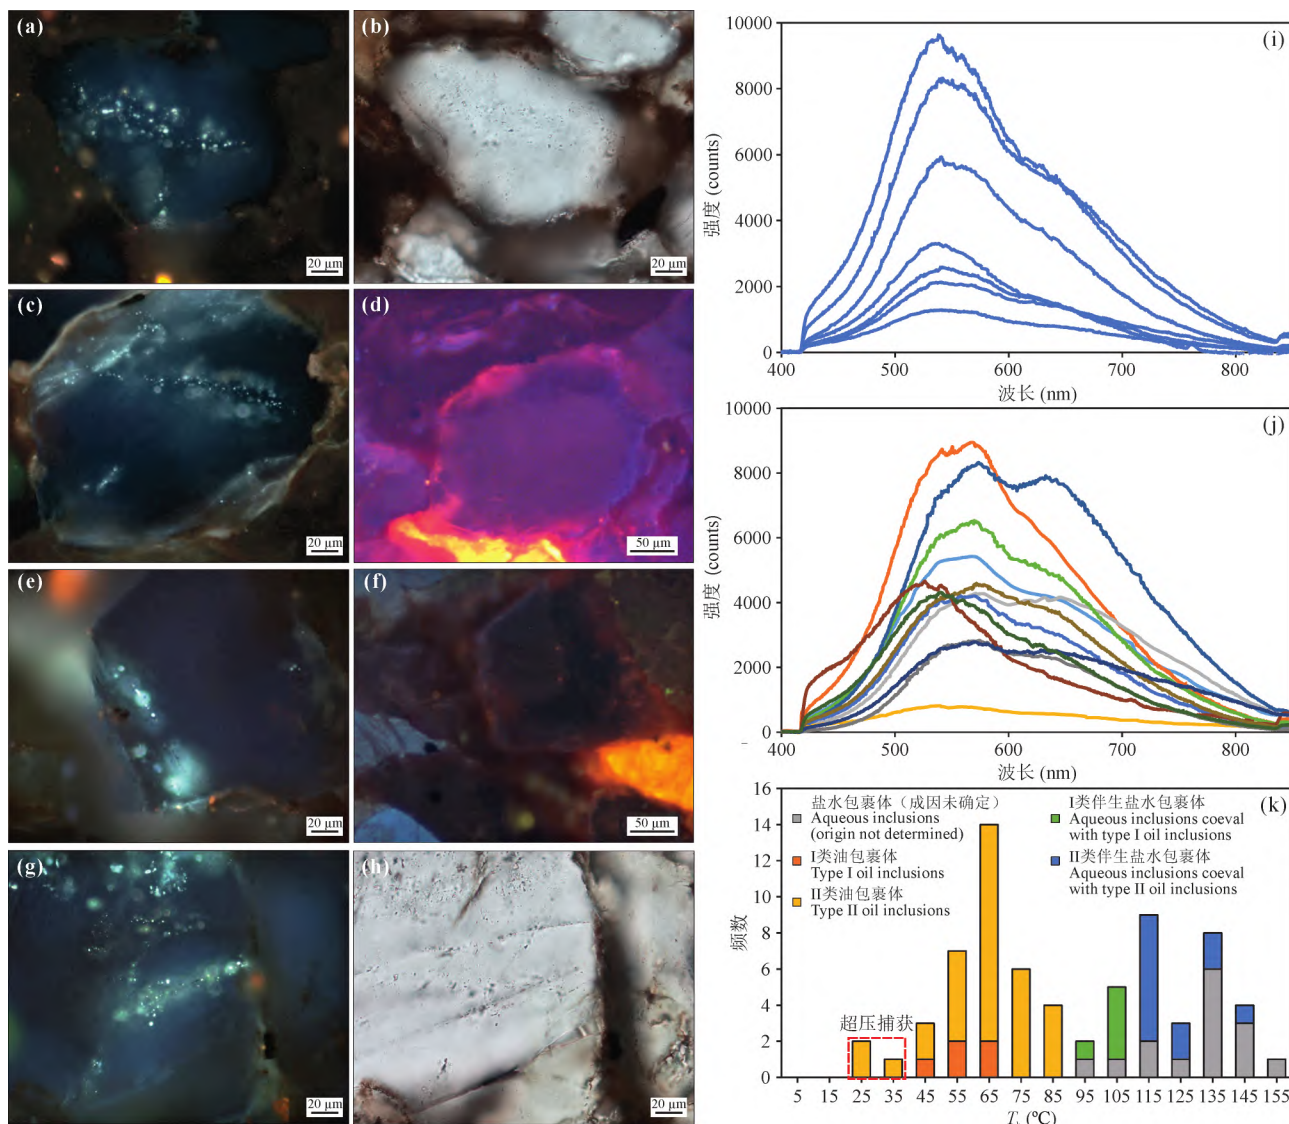 (a)
20 µm
(b)
20 µm
(c)
20 µm
(d)
50 µm
(e)
20 µm
(f)
20 µm
(g)
20 µm
(h)
20 µm
(i)
10000
8000
6000
4000
2000
0
强度 (counts)
400 500 600 700 800
波长 (nm)
(j)
10000
8000
6000
4000
2000
0
强度 (counts)
400 500 600 700 800
波长 (nm)
(k)
16
14
12
10
8
6
4
2
0
频数
盐水包裹体（成因未确定）
Aqueous inclusions
(origin not determined)
I类油包裹体
Type I oil inclusions
II类油包裹体
Type II oil inclusions
I类伴生盐水包裹体
Aqueous inclusions coeval
with type I oil inclusions
II类伴生盐水包裹体
Aqueous inclusions coeval
with type II oil inclusions
超压捕获
5 15 25 35 45 55 65 75 85 95 105 115 125 135 145 155
(ºC)